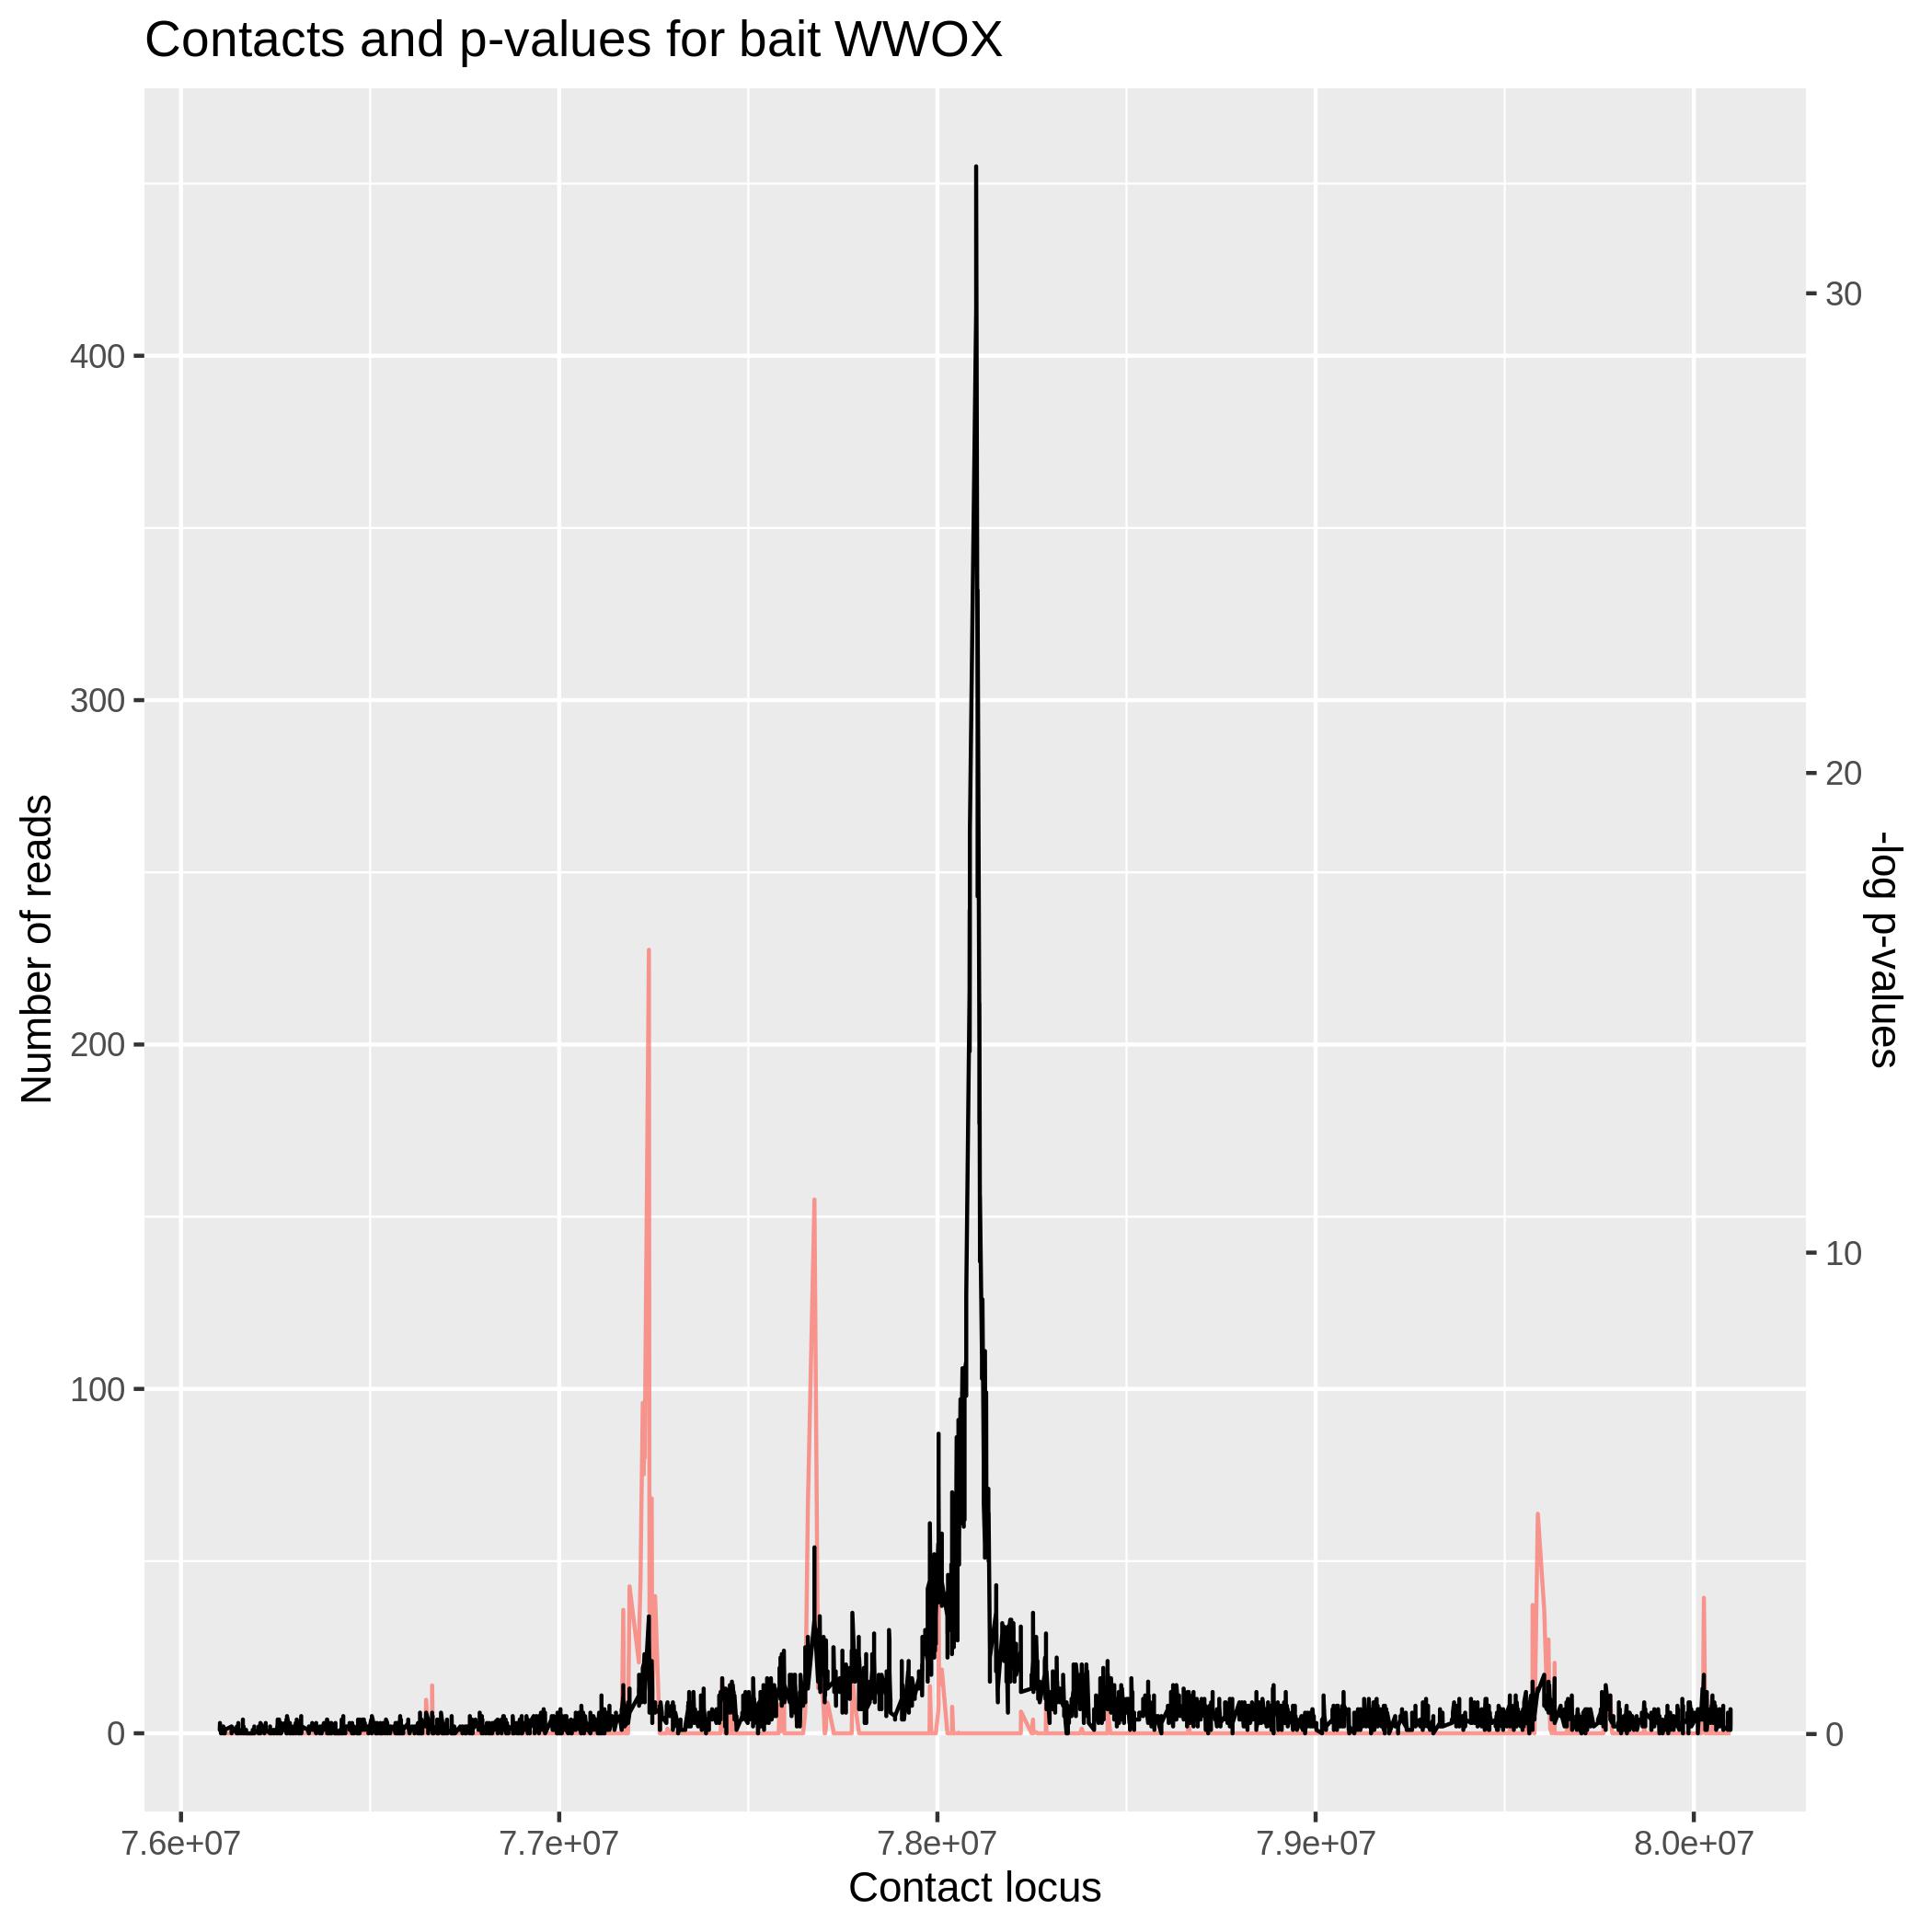 Contacts and p-values for bait WWOX
Number of reads
400
300
200
100
0
30
20
10
0
-log p-values
7.6e+07 7.7e+07 7.8e+07 7.9e+07 8.0e+07
Contact locus